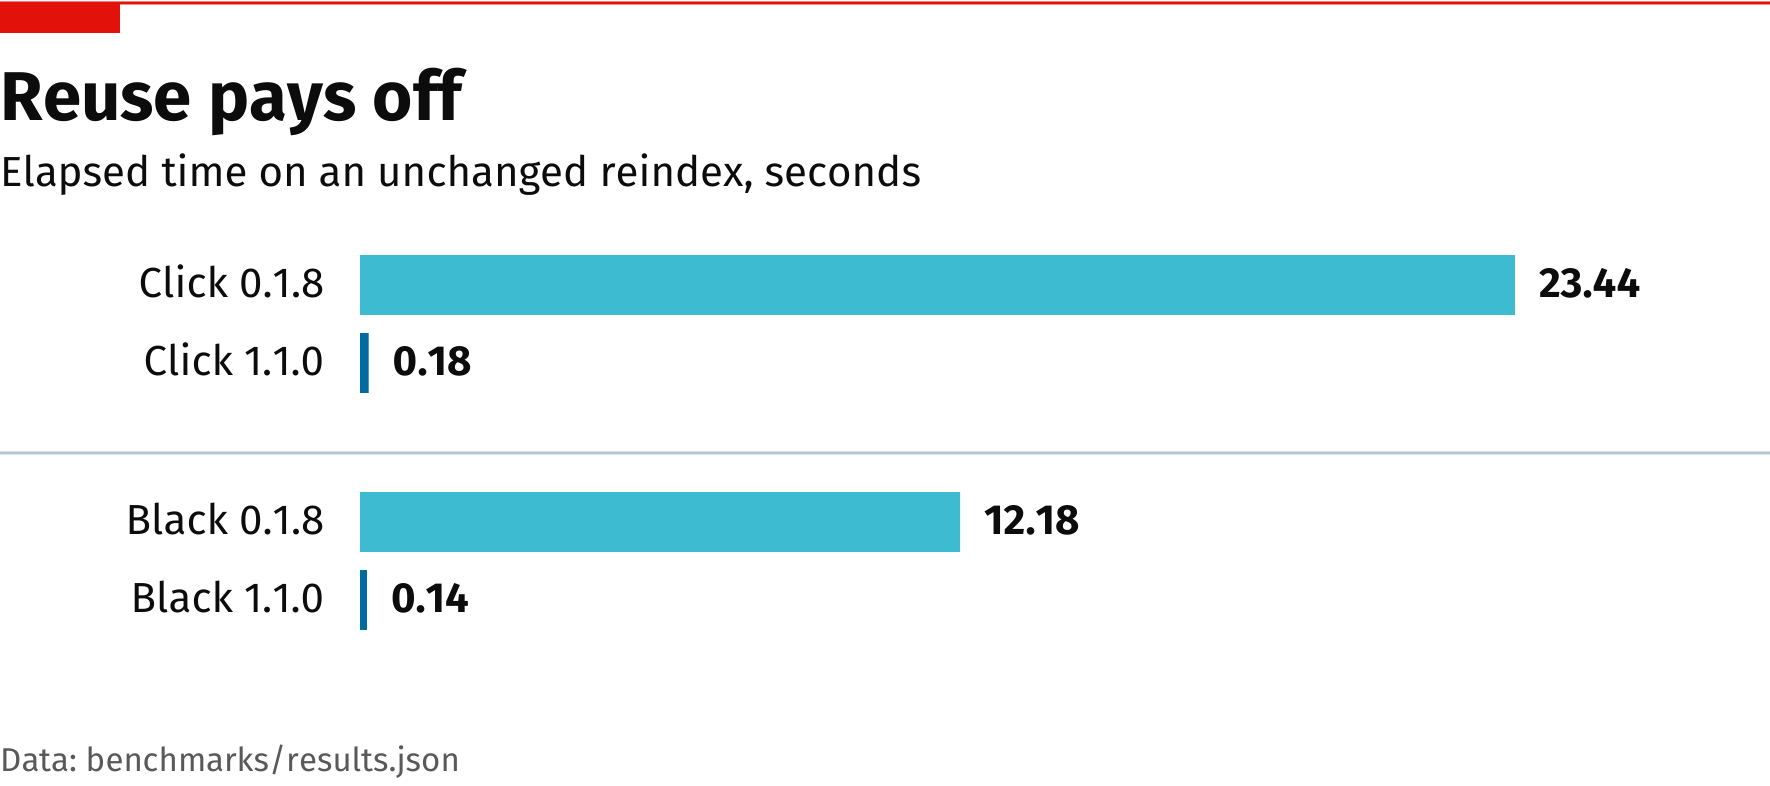 Reuse pays off
Elapsed time on an unchanged reindex, seconds
Click 0.1.8 23.44
Click 1.1.0 0.18
Black 0.1.8 12.18
Black 1.1.0 0.14
Data: benchmarks/results.json